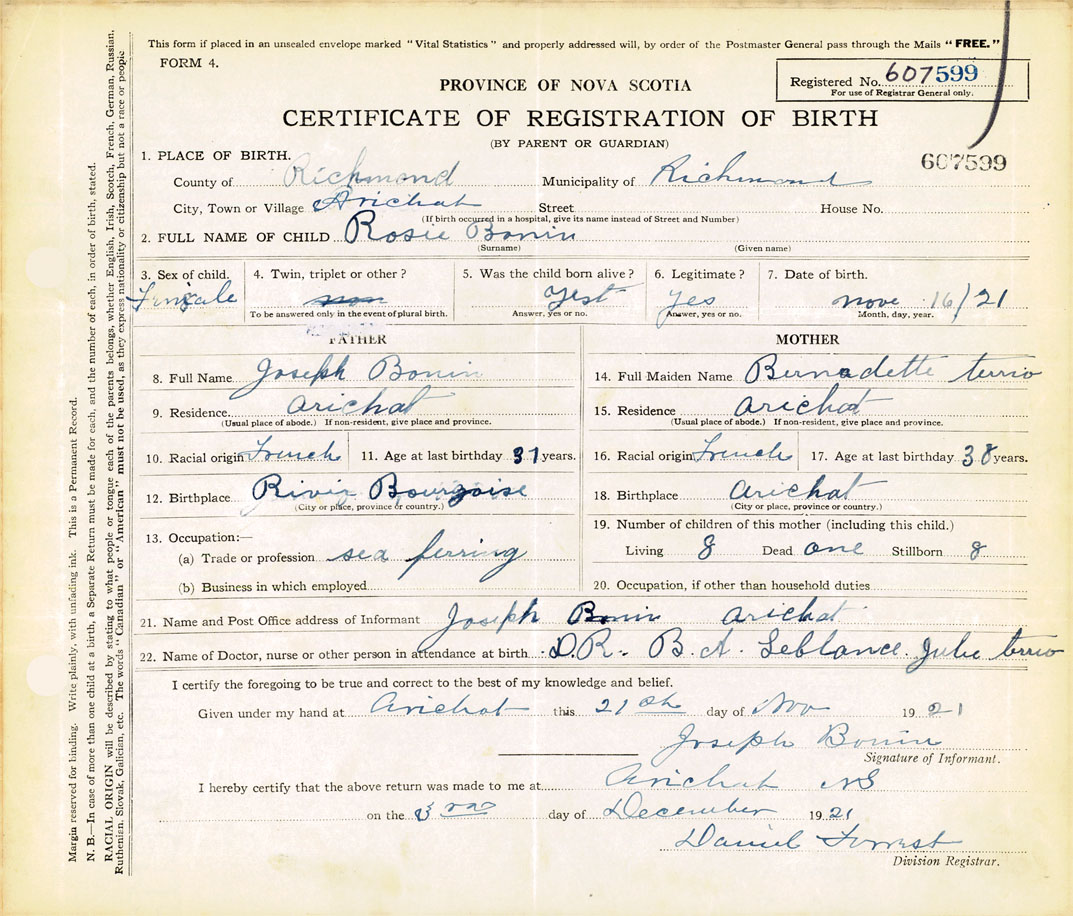 This form if placed in an unsealed envelope marked "Vital Statistics" and properly addressed will, by order of the Postmaster General pass through the Mails "FREE."
FORM 4.
Registered No. 607599
For use of Registrar General only.
PROVINCE OF NOVA SCOTIA
CERTIFICATE OF REGISTRATION OF BIRTH
(BY PARENT OR GUARDIAN)
607599
1. PLACE OF BIRTH.
County of Richmond Municipality of Richmond
City, Town or Village Arichat Street House No.
(If birth occurred in a hospital, give its name instead of Street and Number)
2. FULL NAME OF CHILD Rosie Bonin
(Surname) (Given name)
3. Sex of child. 4. Twin, triplet or other? 5. Was the child born alive? 6. Legitimate? 7. Date of birth.
Yest yes nove 16/21
To be answered only in the event of plural birth. Answer, yes or no. Answer, yes or no. Month, day, year.
FATHER MOTHER
8. Full Name Joseph Bonin 14. Full Maiden Name Bernadette terrio
9. Residence arichat 15. Residence arichat
(Usual place of abode.) If non-resident, give place and province. (Usual place of abode.) If non-resident, give place and province.
10. Racial origin French 11. Age at last birthday 37 years. 16. Racial origin French 17. Age at last birthday 38 years.
12. Birthplace Rivir Bourgoise 18. Birthplace Arichat
(City or place, province or country.) (City or place, province or country.)
13. Occupation:— 19. Number of children of this mother (including this child.)
(a) Trade or profession sea ferring Living 8 Dead one Stillborn 8
(b) Business in which employed 20. Occupation, if other than household duties
21. Name and Post Office address of Informant Joseph Bonin arichat
22. Name of Doctor, nurse or other person in attendance at birth D.R. B.A. Leblance. Julie terrio
I certify the foregoing to be true and correct to the best of my knowledge and belief.
Given under my hand at Arichat this 21 day of Nov 1921
Joseph Bonin
Signature of Informant.
I hereby certify that the above return was made to me at Arichat NS
on the 3 day of December 1921
Daniel Forrest
Division Registrar.
Margin reserved for binding. Write plainly, with unfading ink. This is a Permanent Record.
N. B.—In case of more than one child at a birth, a Separate Return must be made for each, and the number of each, in order of birth, stated.
RACIAL ORIGIN will be described by stating to what people or tongue each of the parents belongs, whether English, Irish, Scotch, French, German, Russian,
Ruthenian, Slovak, Galician, etc. The words "Canadian" or "American" must not be used, as they express nationality or citizenship but not a race or people